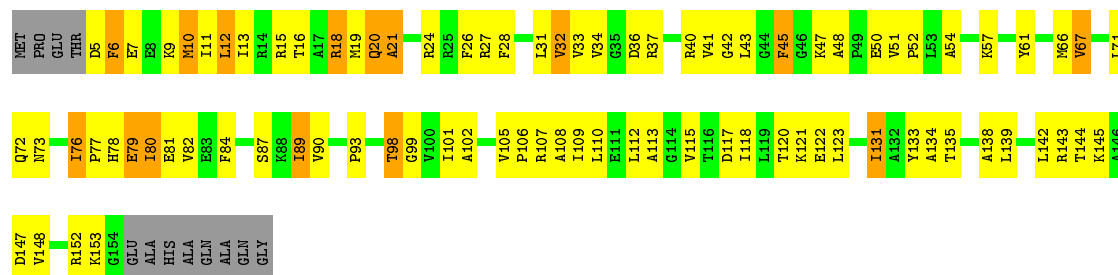 MET PRO GLU THR D5 F6 E7 E8 K9 M10 I11 L12 I13 R14 R15 T16 A17 R18 M19 Q20 A21 R24 R25 F26 R27 F28 L31 V32 V33 V34 G35 D36 R37 R40 V41 G42 L43 G44 F45 G46 K47 A48 P49 E50 V51 P52 L53 A54 K57 Y61 M66 V67 L71
Q72 N73 I76 P77 H78 E79 I80 E81 V82 E83 F84 S87 K88 I89 V90 P93 T98 G99 V100 I101 A102 V105 P106 R107 A108 I109 L110 E111 L112 A113 G114 V115 T116 D117 I118 L119 T120 K121 E122 L123 I131 A132 Y133 A134 T135 A138 L139 L142 R143 T144 K145 A146
D147 V148 R152 K153 G154 GLU ALA HIS ALA GLN ALA GLN GLY